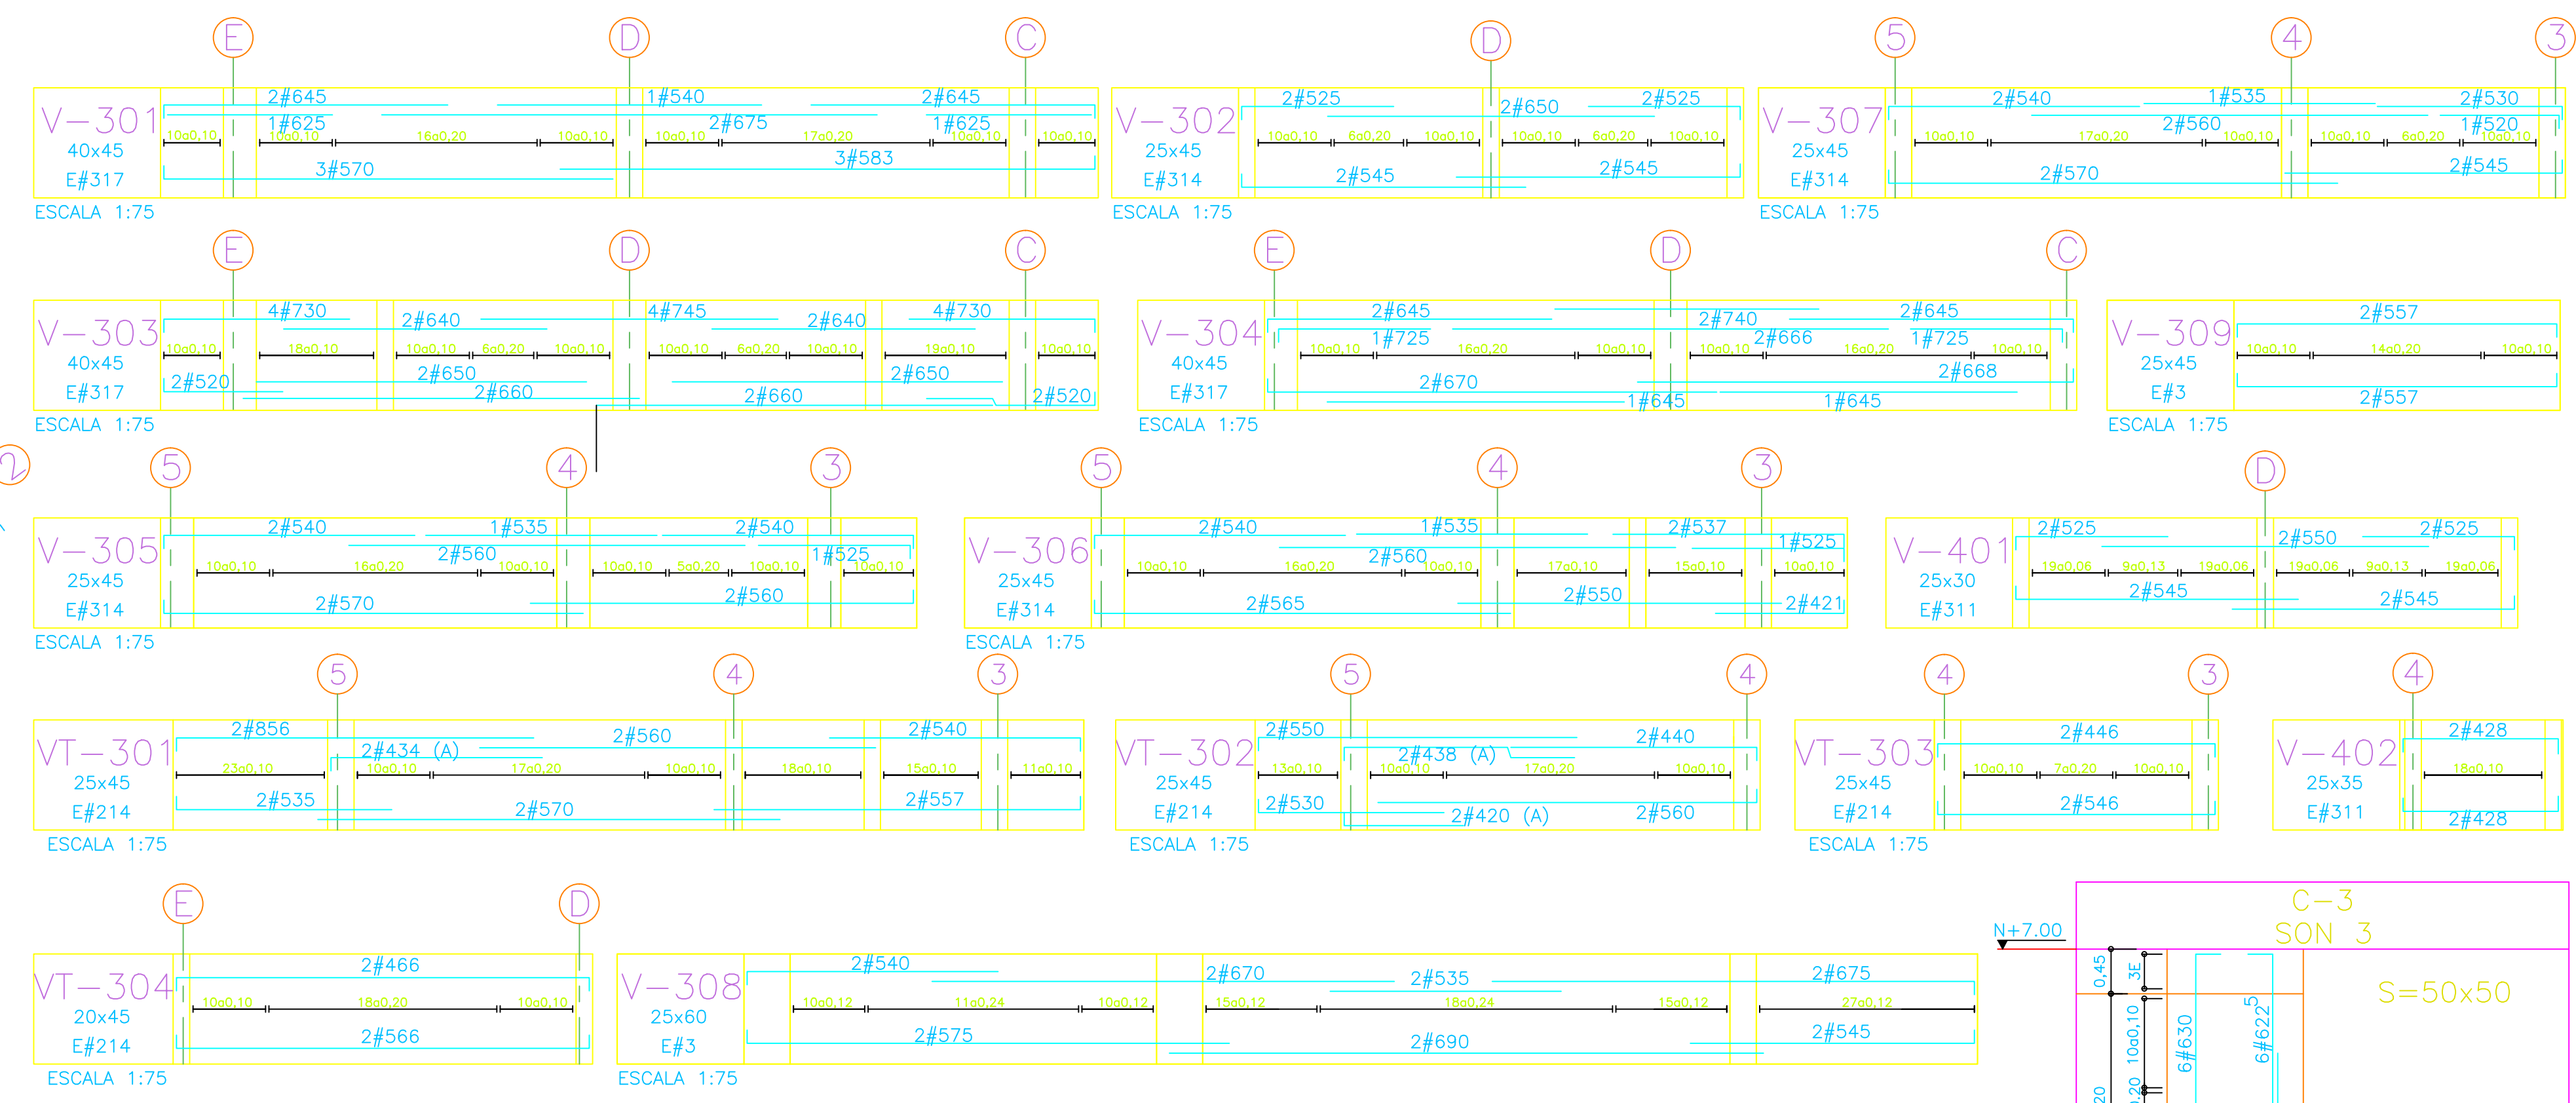 E D C
V-301
40x45
E#317
2#645 1#540 2#645
1#625 2#675 1#625
10a0,10 10a0,10 16a0,20 10a0,10 10a0,10 17a0,20 10a0,10 10a0,10
3#570 3#583
ESCALA 1:75
D
V-302
25x45
E#314
2#525 2#650 2#525
10a0,10 6a0,20 10a0,10 10a0,10 6a0,20 10a0,10
2#545 2#545
ESCALA 1:75
5 4 3
V-307
25x45
E#314
2#540 1#535 2#530
2#560 1#520
10a0,10 17a0,20 10a0,10 10a0,10 6a0,20 10a0,10
2#570 2#545
ESCALA 1:75
E D C
V-303
40x45
E#317
4#730 2#640 4#745 2#640 4#730
10a0,10 18a0,10 10a0,10 6a0,20 10a0,10 10a0,10 6a0,20 10a0,10 19a0,10 10a0,10
2#520 2#650 2#650
2#660 2#660 2#520
ESCALA 1:75
E D C
V-304
40x45
E#317
2#645 2#740 2#645
1#725 2#666 1#725
10a0,10 16a0,20 10a0,10 10a0,10 16a0,20 10a0,10
2#670 2#668
1#645 1#645
ESCALA 1:75
V-309
25x45
E#3
2#557
10a0,10 14a0,20 10a0,10
2#557
ESCALA 1:75
2
5 4 3
V-305
25x45
E#314
2#540 1#535 2#540
2#560 1#525
10a0,10 16a0,20 10a0,10 10a0,10 5a0,20 10a0,10 10a0,10
2#570 2#560
ESCALA 1:75
5 4 3
V-306
25x45
E#314
2#540 1#535 2#537
2#560 1#525
10a0,10 16a0,20 10a0,10 17a0,10 15a0,10 10a0,10
2#565 2#550 2#421
ESCALA 1:75
D
V-401
25x30
E#311
2#525 2#550 2#525
19a0,06 9a0,13 19a0,06 19a0,06 9a0,13 19a0,06
2#545 2#545
ESCALA 1:75
5 4 3
VT-301
25x45
E#214
2#856 2#560 2#540
2#434 (A)
23a0,10 10a0,10 17a0,20 10a0,10 18a0,10 15a0,10 11a0,10
2#535 2#570 2#557
ESCALA 1:75
5 4
VT-302
25x45
E#214
2#550 2#440
2#438 (A)
13a0,10 10a0,10 17a0,20 10a0,10
2#530 2#420 (A) 2#560
ESCALA 1:75
4 3
VT-303
25x45
E#214
2#446
10a0,10 7a0,20 10a0,10
2#546
ESCALA 1:75
4
V-402
25x35
E#311
2#428
18a0,10
2#428
E D
VT-304
20x45
E#214
2#466
10a0,10 18a0,20 10a0,10
2#566
ESCALA 1:75
V-308
25x60
E#3
2#540 2#670 2#535 2#675
10a0,12 11a0,24 10a0,12 15a0,12 18a0,24 15a0,12 27a0,12
2#575 2#690 2#545
ESCALA 1:75
C-3
SON 3
N+7.00
S=50x50
0,45
3E
10a0,10
6#630
6#622
5